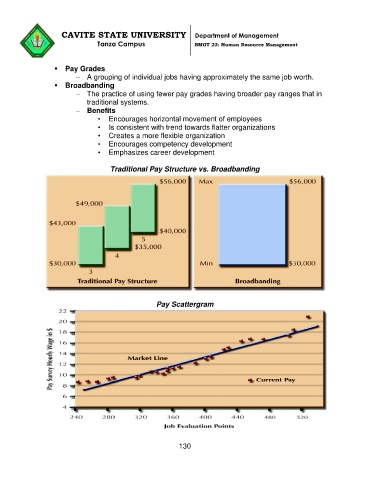 CAVITE STATE UNIVERSITY
Department of Management
Tanza Campus
BMGT 23: Human Resource Management
• Pay Grades
– A grouping of individual jobs having approximately the same job worth.
• Broadbanding
– The practice of using fewer pay grades having broader pay ranges that in
traditional systems.
– Benefits
• Encourages horizontal movement of employees
• Is consistent with trend towards flatter organizations
• Creates a more flexible organization
• Encourages competency development
• Emphasizes career development
Traditional Pay Structure vs. Broadbanding
$56,000 Max $56,000
$49,000
$43,000
$40,000
5
$35,000
4
$30,000 Min $30,000
3
Traditional Pay Structure Broadbanding
Pay Scattergram
Pay Survey Hourly Wage in $
22
20
18
16
14
Market Line
12
10
Current Pay
8
6
4
240 280 320 360 400 440 480 520
Job Evaluation Points
130